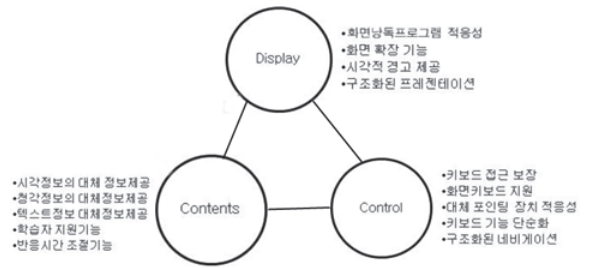 Display
•화면낭독프로그램 적응성
•화면 확장 기능
•시각적 경고 제공
•구조화된 프레젠테이션
Contents
•시각정보의 대체 정보제공
•청각정보의 대체정보제공
•텍스트정보 대체정보제공
•학습자 지원기능
•반응시간 조절기능
Control
•키보드 접근 보장
•화면키보드 지원
•대체 포인팅 장치 적응성
•키보드 기능 단순화
•구조화된 네비게이션